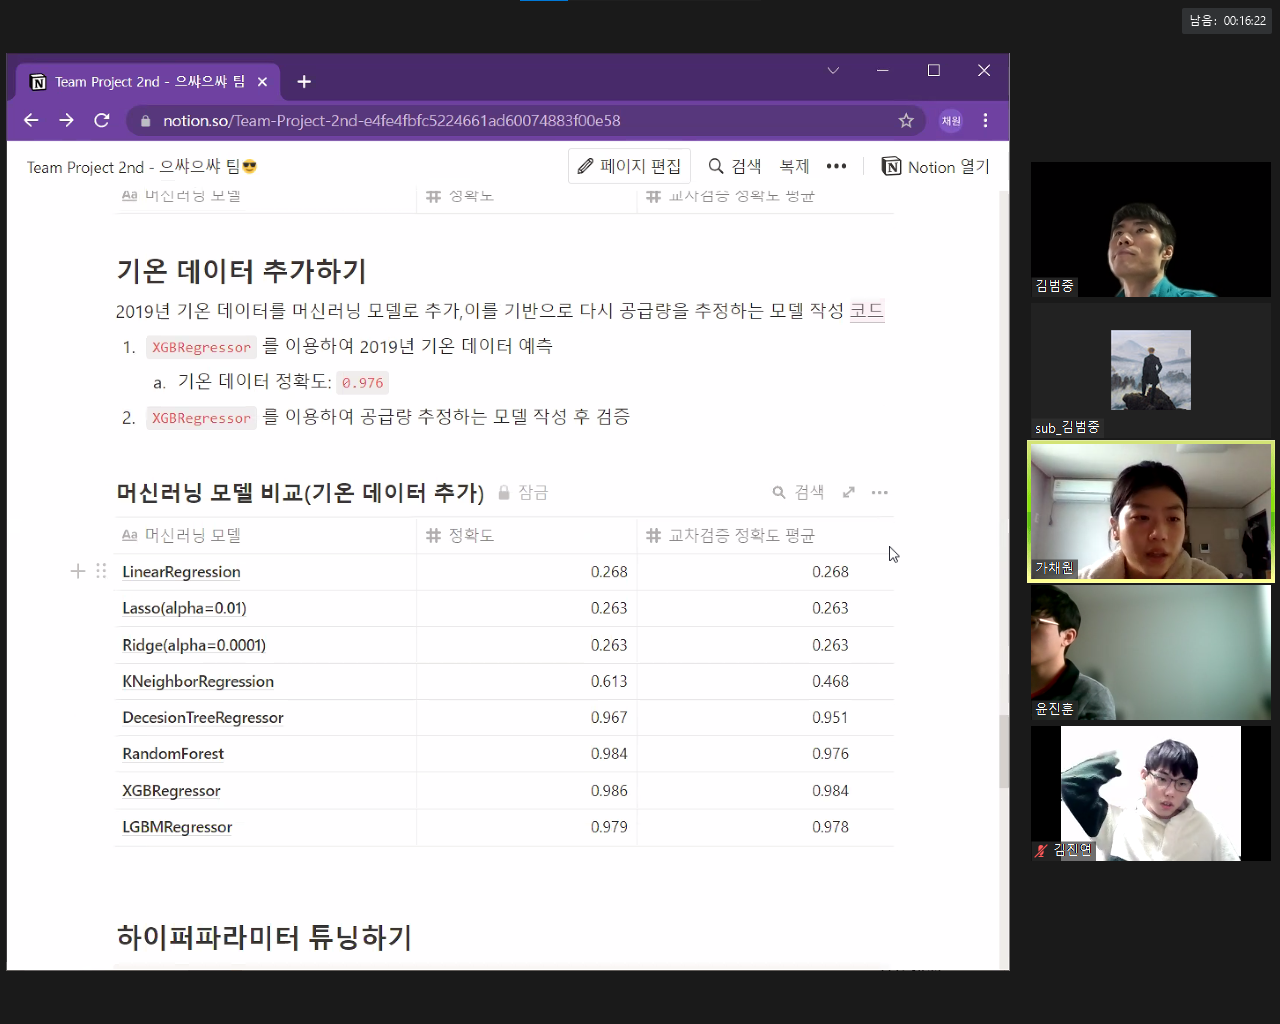 남음: 00:16:22
Team Project 2nd - 으쌰으쌰 팀
notion.so/Team-Project-2nd-e4fe4fbfc5224661ad60074883f00e58
채원
Team Project 2nd - 으쌰으쌰 팀😎
페이지 편집
검색
복제
Notion 열기
Aa 머신러닝 모델 # 정확도 # 교차검증 정확도 평균
기온 데이터 추가하기
2019년 기온 데이터를 머신러닝 모델로 추가,이를 기반으로 다시 공급량을 추정하는 모델 작성 코드
1. XGBRegressor 를 이용하여 2019년 기온 데이터 예측
a. 기온 데이터 정확도: 0.976
2. XGBRegressor 를 이용하여 공급량 추정하는 모델 작성 후 검증
머신러닝 모델 비교(기온 데이터 추가) 잠금 검색
Aa 머신러닝 모델 # 정확도 # 교차검증 정확도 평균
LinearRegression 0.268 0.268
Lasso(alpha=0.01) 0.263 0.263
Ridge(alpha=0.0001) 0.263 0.263
KNeighborRegression 0.613 0.468
DecesionTreeRegressor 0.967 0.951
RandomForest 0.984 0.976
XGBRegressor 0.986 0.984
LGBMRegressor 0.979 0.978
하이퍼파라미터 튜닝하기
김범중
sub_김범중
가채원
윤진훈
김진연